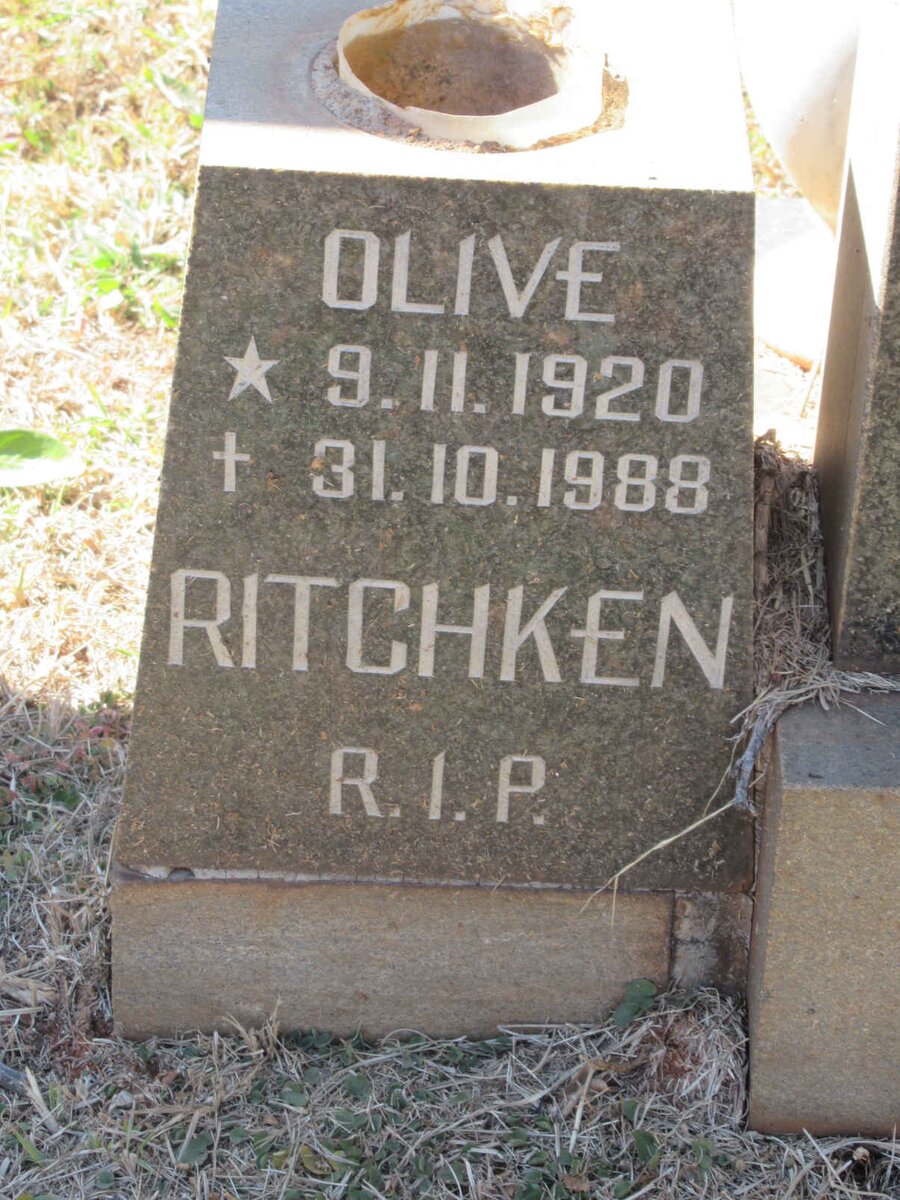 OLIVE
★ 9.11.1920
† 31.10.1988
RITCHKEN
R.I.P.